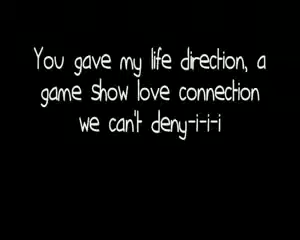 You gave my life direction, a
game show love connection
we can't deny-i-i-i